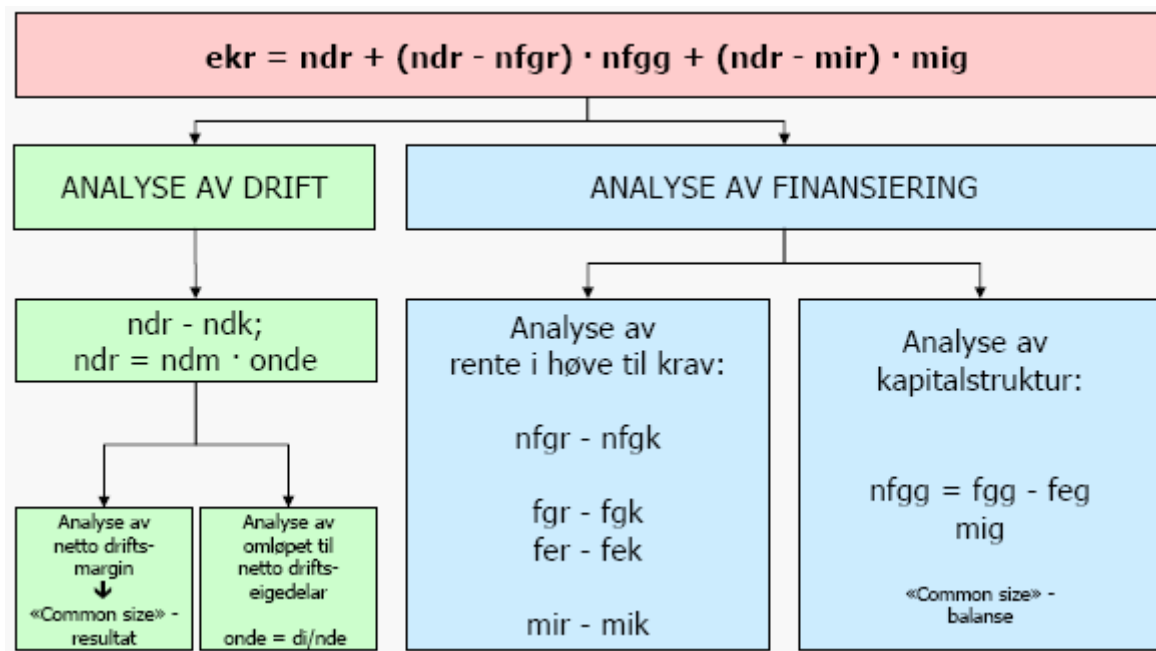 ekr = ndr + (ndr - nfgr) · nfgg + (ndr - mir) · mig
ANALYSE AV DRIFT
ANALYSE AV FINANSIERING
ndr - ndk;
ndr = ndm · onde
Analyse av
netto drifts-
margin
«Common size» -
resultat
Analyse av
omløpet til
netto drifts-
eigedelar
onde = di/nde
Analyse av
rente i høve til krav:
nfgr - nfgk
fgr - fgk
fer - fek
mir - mik
Analyse av
kapitalstruktur:
nfgg = fgg - feg
mig
«Common size» -
balanse